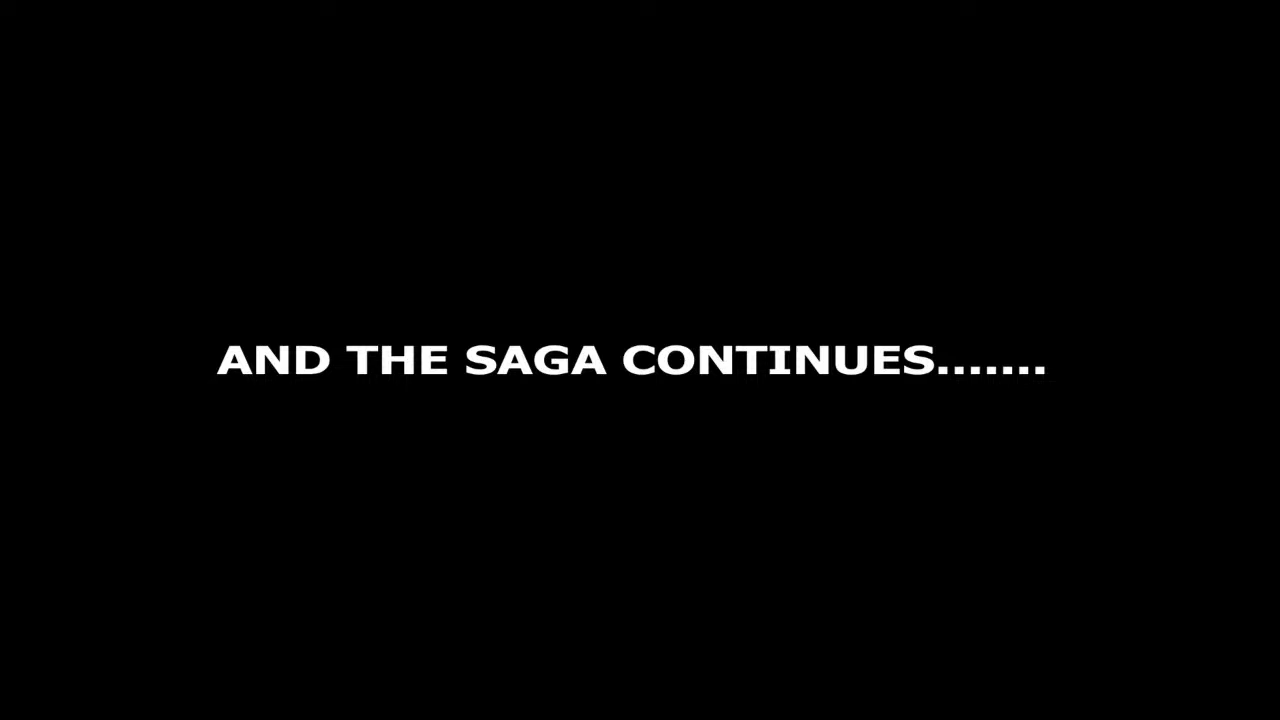 AND THE SAGA CONTINUES.......